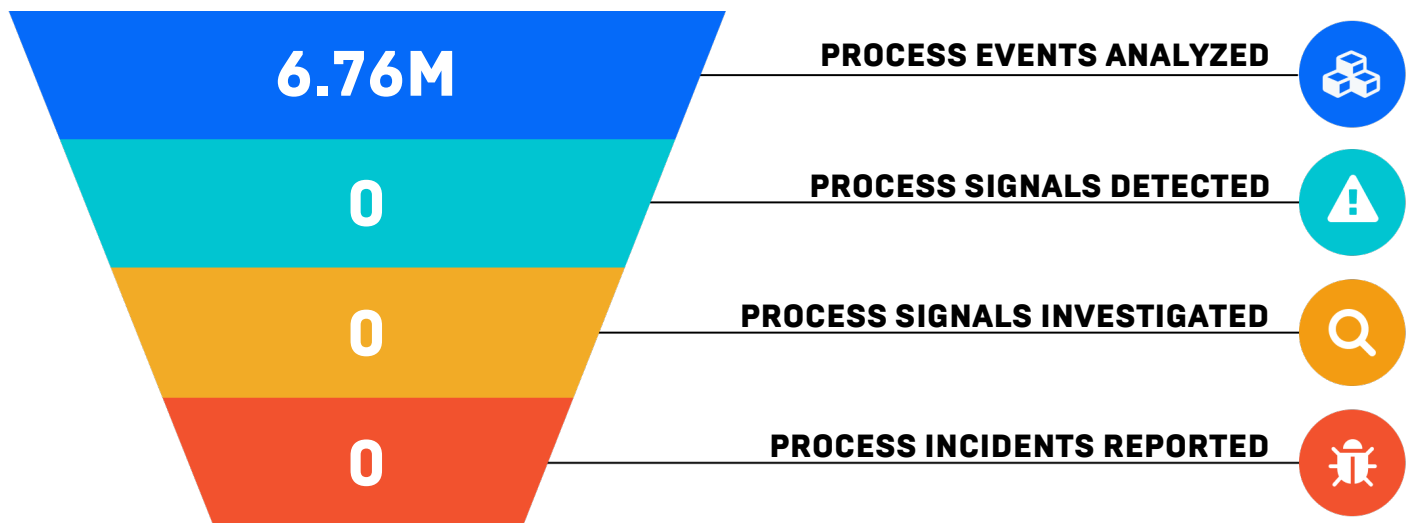 6.76M
PROCESS EVENTS ANALYZED
0
PROCESS SIGNALS DETECTED
0
PROCESS SIGNALS INVESTIGATED
0
PROCESS INCIDENTS REPORTED